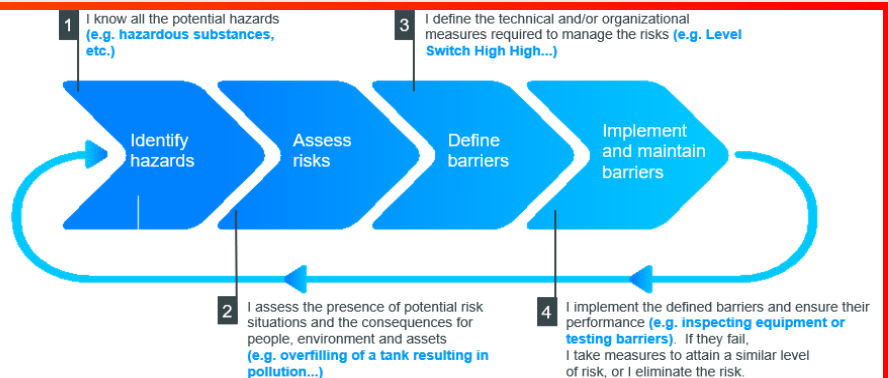 1
I know all the potential hazards
(e.g. hazardous substances,
etc.)
3
I define the technical and/or organizational
measures required to manage the risks (e.g. Level
Switch High High...)
Identify
hazards
Assess
risks
Define
barriers
Implement
and maintain
barriers
2
I assess the presence of potential risk
situations and the consequences for
people, environment and assets
(e.g. overfilling of a tank resulting in
pollution...)
4
I implement the defined barriers and ensure their
performance (e.g. inspecting equipment or
testing barriers). If they fail,
I take measures to attain a similar level
of risk, or I eliminate the risk.